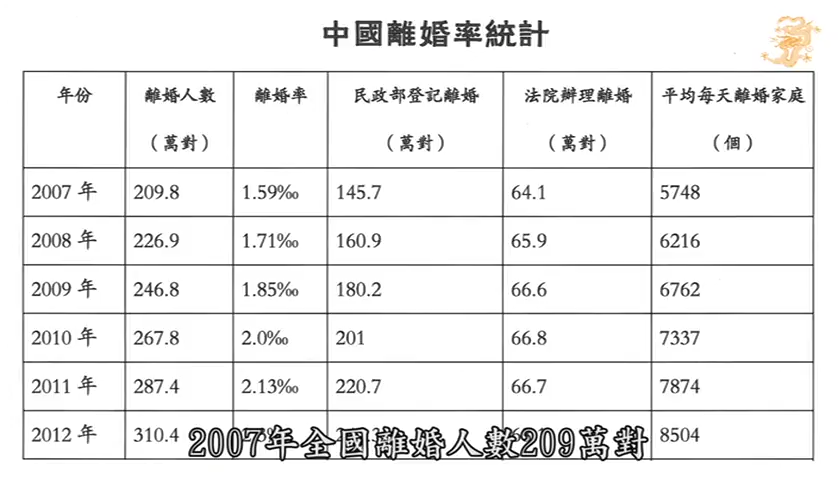 中國離婚率統計
年份 離婚人數（萬對） 離婚率 民政部登記離婚（萬對） 法院辦理離婚（萬對） 平均每天離婚家庭（個）
2007 年 209.8 1.59‰ 145.7 64.1 5748
2008 年 226.9 1.71‰ 160.9 65.9 6216
2009 年 246.8 1.85‰ 180.2 66.6 6762
2010 年 267.8 2.0‰ 201 66.8 7337
2011 年 287.4 2.13‰ 220.7 66.7 7874
2012 年 310.4 8504
2007年全國離婚人數209萬對